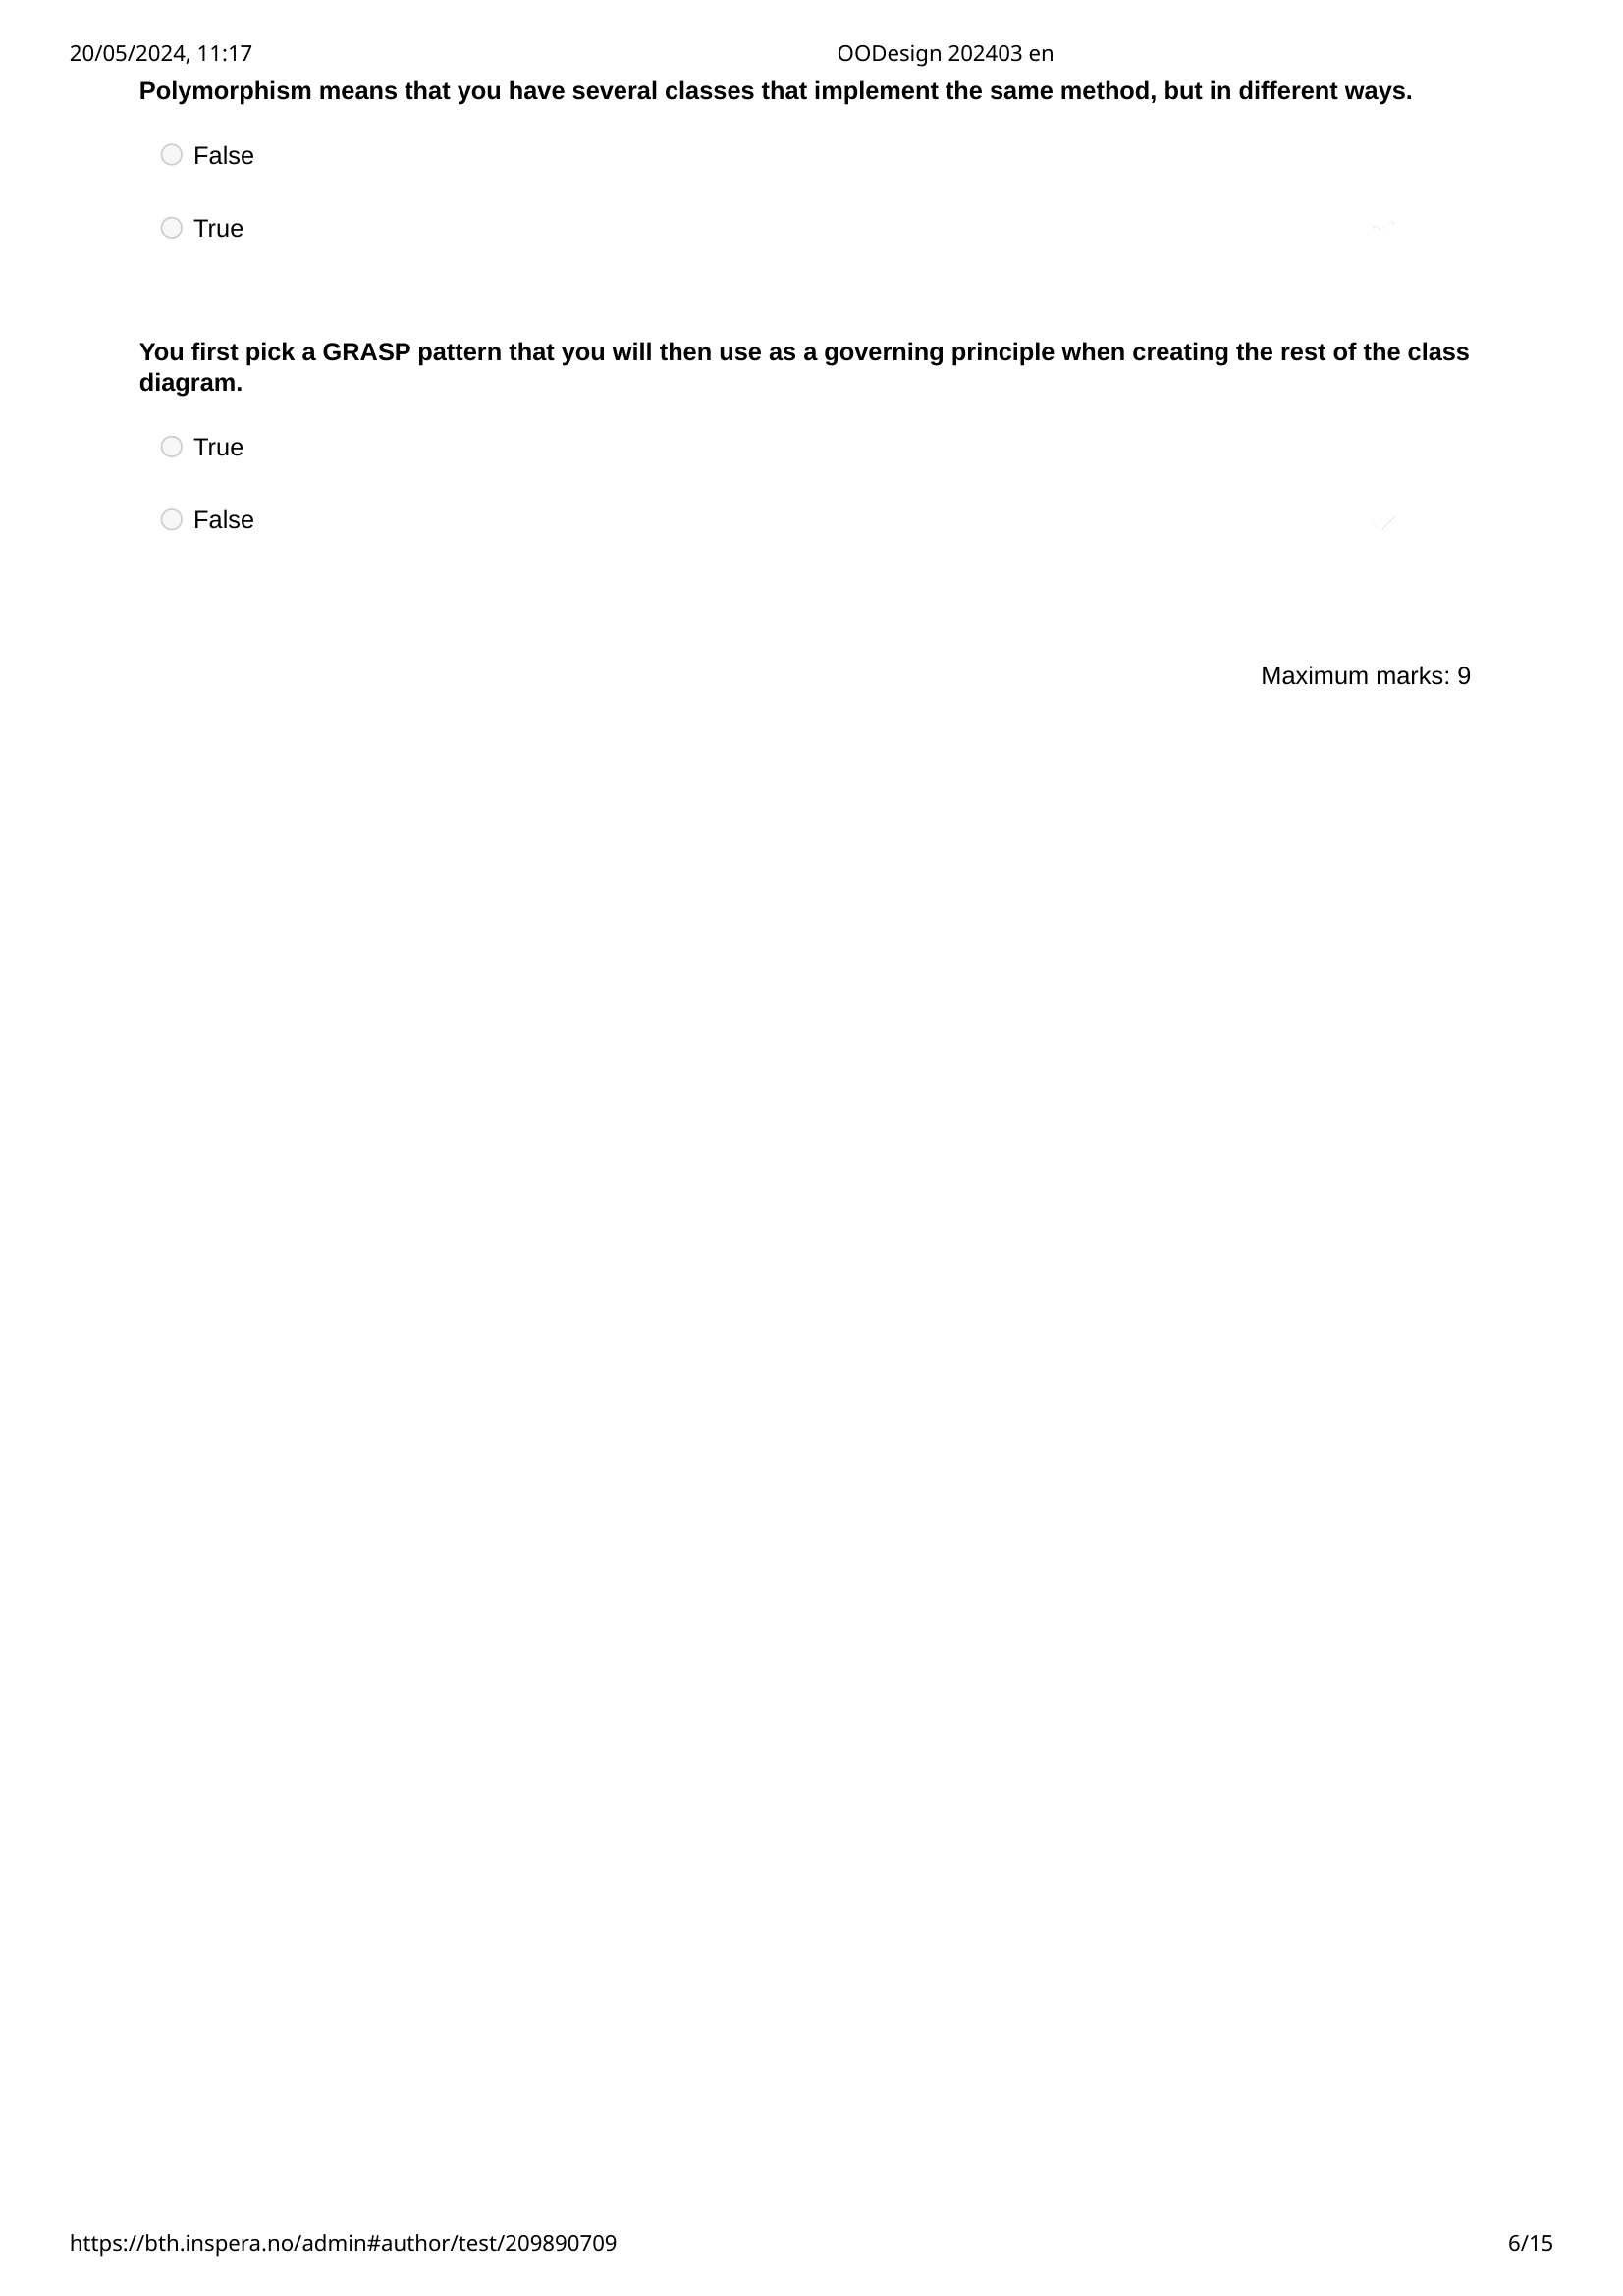 20/05/2024, 11:17 OODesign 202403 en
Polymorphism means that you have several classes that implement the same method, but in different ways.
False
True
You first pick a GRASP pattern that you will then use as a governing principle when creating the rest of the class
diagram.
True
False
Maximum marks: 9
https://bth.inspera.no/admin#author/test/209890709 6/15